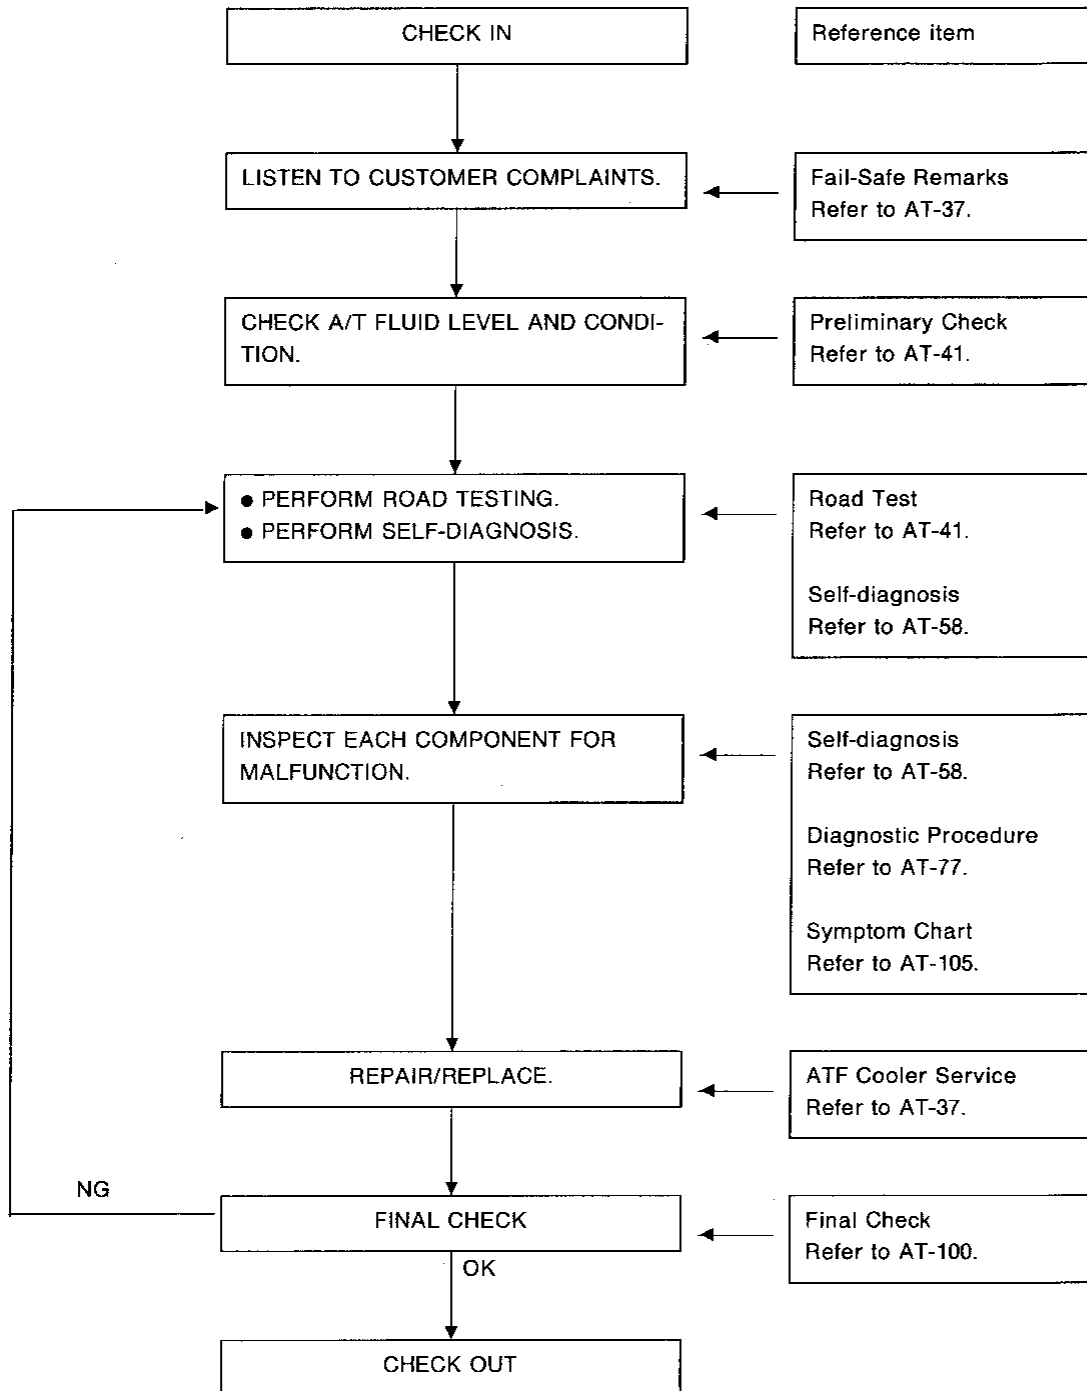 CHECK IN
Reference item
LISTEN TO CUSTOMER COMPLAINTS.
Fail-Safe Remarks
Refer to AT-37.
CHECK A/T FLUID LEVEL AND CONDI-
TION.
Preliminary Check
Refer to AT-41.
● PERFORM ROAD TESTING.
● PERFORM SELF-DIAGNOSIS.
Road Test
Refer to AT-41.
Self-diagnosis
Refer to AT-58.
INSPECT EACH COMPONENT FOR
MALFUNCTION.
Self-diagnosis
Refer to AT-58.
Diagnostic Procedure
Refer to AT-77.
Symptom Chart
Refer to AT-105.
REPAIR/REPLACE.
ATF Cooler Service
Refer to AT-37.
NG
FINAL CHECK
Final Check
Refer to AT-100.
OK
CHECK OUT